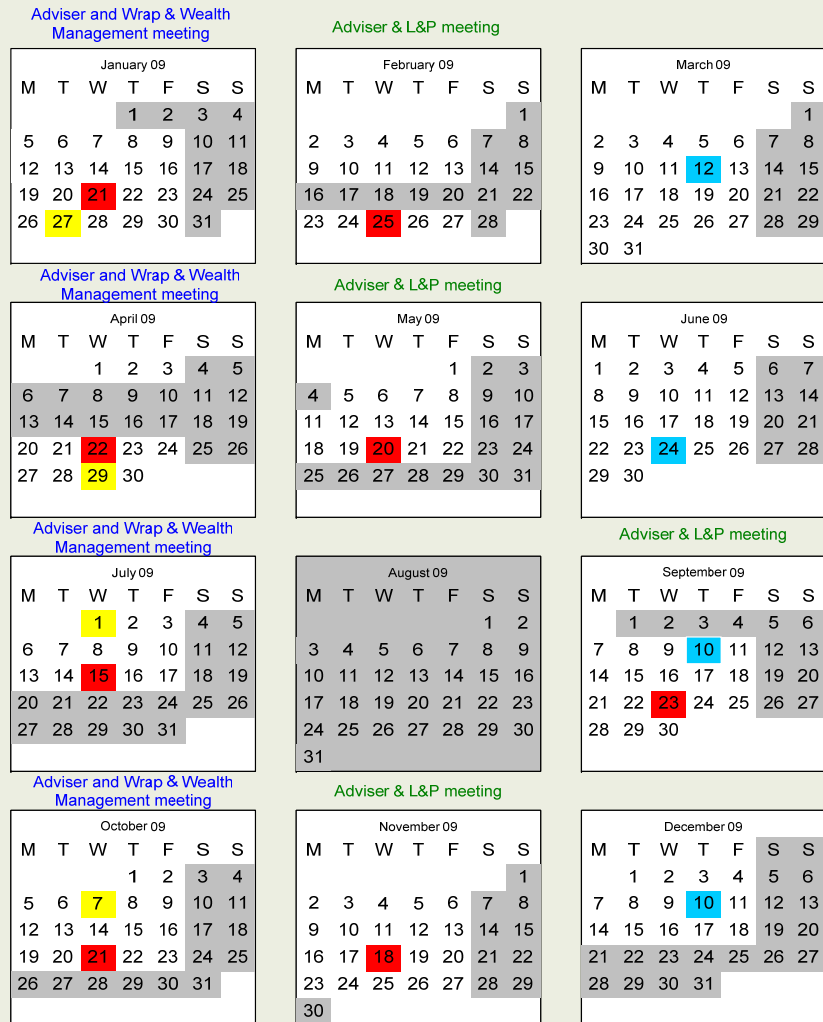 Adviser and Wrap & Wealth
Management meeting
Adviser & L&P meeting
January 09
M T W T F S S
1 2 3 4
5 6 7 8 9 10 11
12 13 14 15 16 17 18
19 20 21 22 23 24 25
26 27 28 29 30 31
February 09
M T W T F S S
1
2 3 4 5 6 7 8
9 10 11 12 13 14 15
16 17 18 19 20 21 22
23 24 25 26 27 28
March 09
M T W T F S S
1
2 3 4 5 6 7 8
9 10 11 12 13 14 15
16 17 18 19 20 21 22
23 24 25 26 27 28 29
30 31
Adviser and Wrap & Wealth
Management meeting
Adviser & L&P meeting
April 09
M T W T F S S
1 2 3 4 5
6 7 8 9 10 11 12
13 14 15 16 17 18 19
20 21 22 23 24 25 26
27 28 29 30
May 09
M T W T F S S
1 2 3
4 5 6 7 8 9 10
11 12 13 14 15 16 17
18 19 20 21 22 23 24
25 26 27 28 29 30 31
June 09
M T W T F S S
1 2 3 4 5 6 7
8 9 10 11 12 13 14
15 16 17 18 19 20 21
22 23 24 25 26 27 28
29 30
Adviser and Wrap & Wealth
Management meeting
Adviser & L&P meeting
July 09
M T W T F S S
1 2 3 4 5
6 7 8 9 10 11 12
13 14 15 16 17 18 19
20 21 22 23 24 25 26
27 28 29 30 31
August 09
M T W T F S S
1 2
3 4 5 6 7 8 9
10 11 12 13 14 15 16
17 18 19 20 21 22 23
24 25 26 27 28 29 30
31
September 09
M T W T F S S
1 2 3 4 5 6
7 8 9 10 11 12 13
14 15 16 17 18 19 20
21 22 23 24 25 26 27
28 29 30
Adviser and Wrap & Wealth
Management meeting
Adviser & L&P meeting
October 09
M T W T F S S
1 2 3 4
5 6 7 8 9 10 11
12 13 14 15 16 17 18
19 20 21 22 23 24 25
26 27 28 29 30 31
November 09
M T W T F S S
1
2 3 4 5 6 7 8
9 10 11 12 13 14 15
16 17 18 19 20 21 22
23 24 25 26 27 28 29
30
December 09
M T W T F S S
1 2 3 4 5 6
7 8 9 10 11 12 13
14 15 16 17 18 19 20
21 22 23 24 25 26 27
28 29 30 31